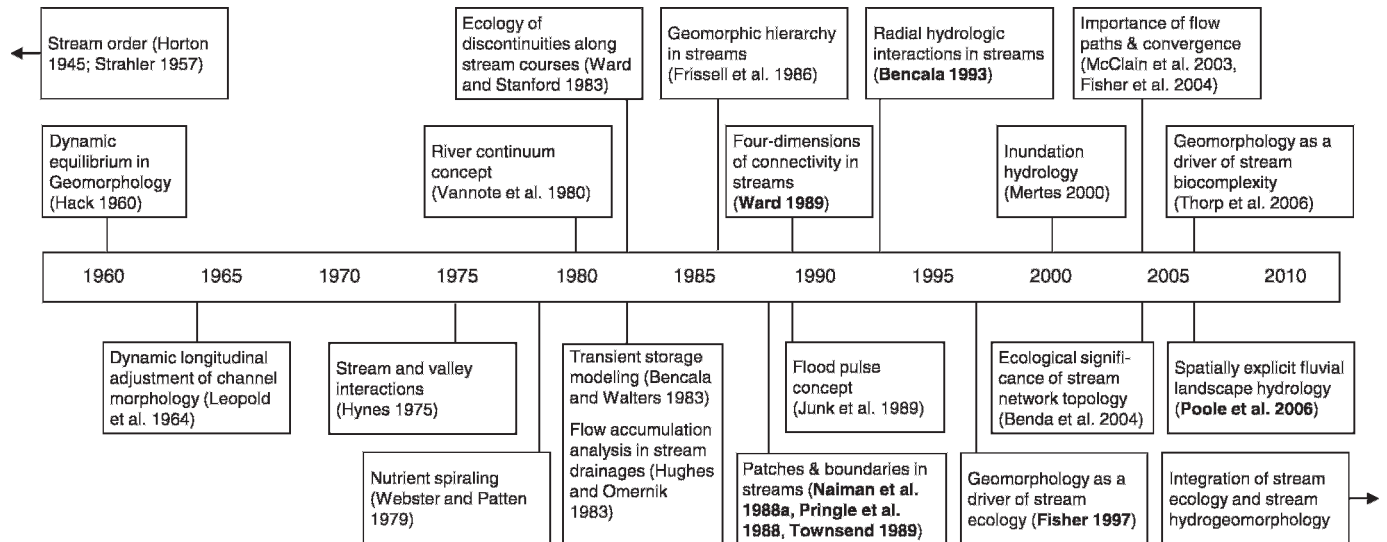 Stream order (Horton
1945; Strahler 1957)
Ecology of
discontinuities along
stream courses (Ward
and Stanford 1983)
Geomorphic hierarchy
in streams
(Frissell et al. 1986)
Radial hydrologic
interactions in streams
(Bencala 1993)
Importance of flow
paths & convergence
(McClain et al. 2003,
Fisher et al. 2004)
Dynamic
equilibrium in
Geomorphology
(Hack 1960)
River continuum
concept
(Vannote et al. 1980)
Four-dimensions
of connectivity in
streams
(Ward 1989)
Inundation
hydrology
(Mertes 2000)
Geomorphology as a
driver of stream
biocomplexity
(Thorp et al. 2006)
1960 1965 1970 1975 1980 1985 1990 1995 2000 2005 2010
Dynamic longitudinal
adjustment of channel
morphology (Leopold
et al. 1964)
Stream and valley
interactions
(Hynes 1975)
Transient storage
modeling (Bencala
and Walters 1983)
Flow accumulation
analysis in stream
drainages (Hughes
and Omernik
1983)
Flood pulse
concept
(Junk et al. 1989)
Ecological signifi-
cance of stream
network topology
(Benda et al. 2004)
Spatially explicit fluvial
landscape hydrology
(Poole et al. 2006)
Nutrient spiraling
(Webster and Patten
1979)
Patches & boundaries in
streams (Naiman et al.
1988a, Pringle et al.
1988, Townsend 1989)
Geomorphology as a
driver of stream
ecology (Fisher 1997)
Integration of stream
ecology and stream
hydrogeomorphology